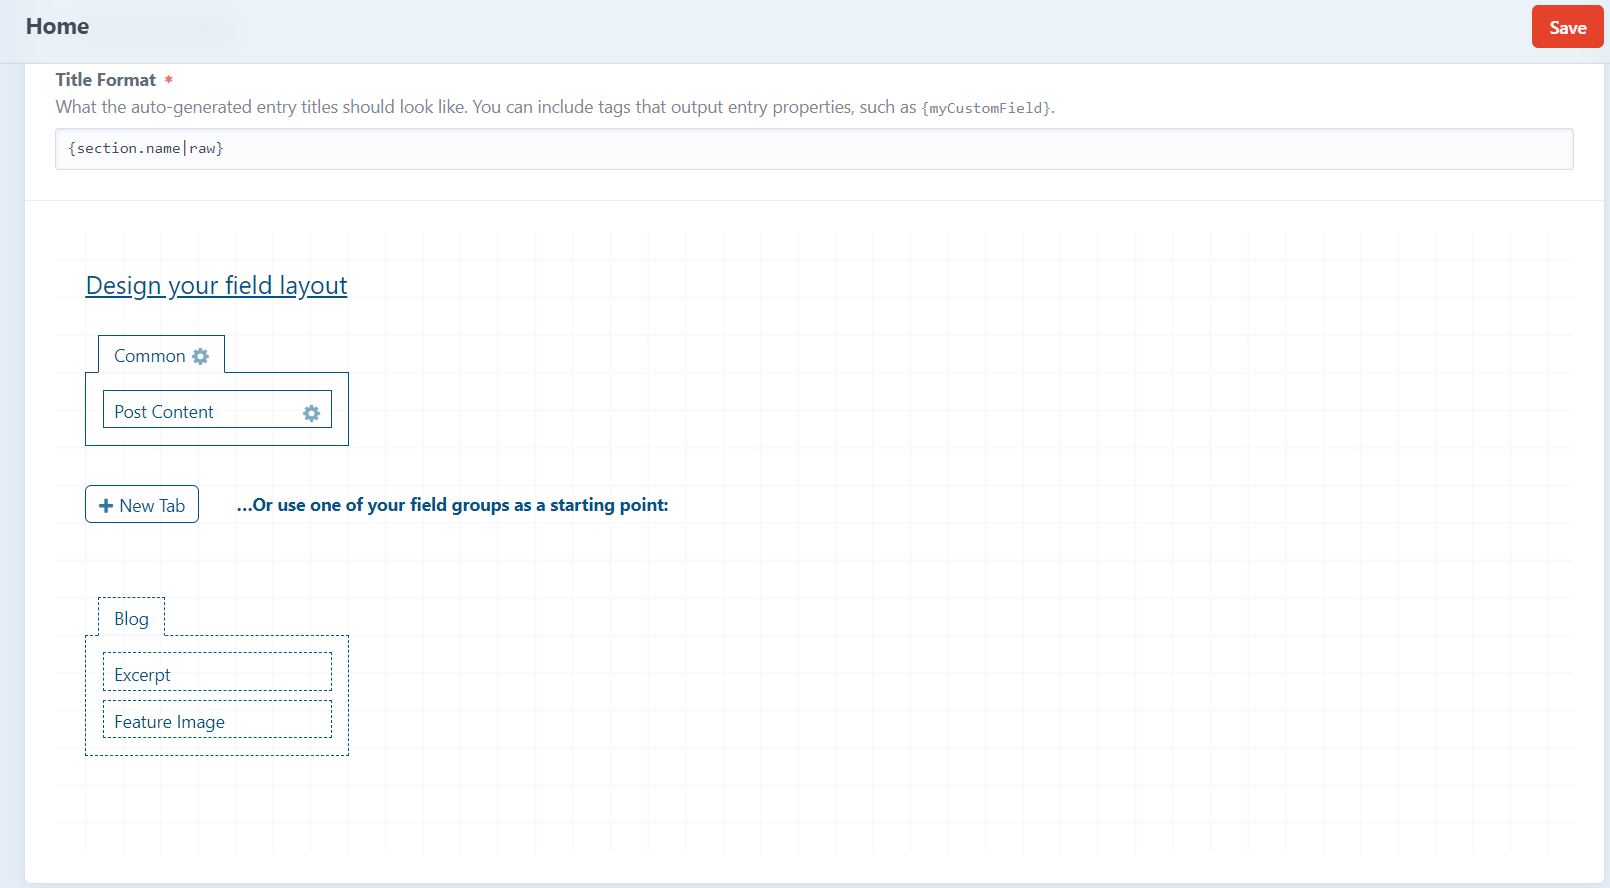 Home
Save
Title Format *
What the auto-generated entry titles should look like. You can include tags that output entry properties, such as {myCustomField}.
{section.name|raw}
Design your field layout
Common
Post Content
+ New Tab
...Or use one of your field groups as a starting point:
Blog
Excerpt
Feature Image